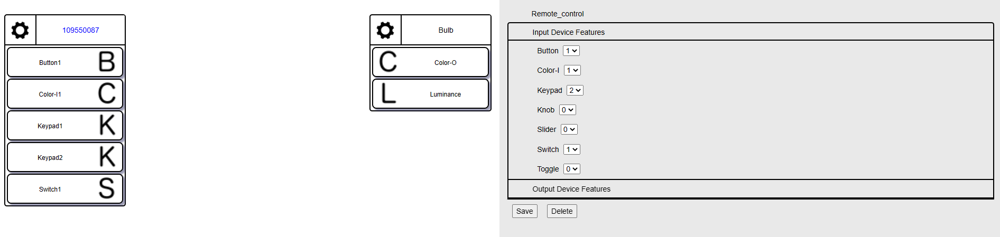 109550087
Button1 B
Color-I1 C
Keypad1 K
Keypad2 K
Switch1 S
Bulb
C Color-O
L Luminance
Remote_control
Input Device Features
Button 1
Color-I 1
Keypad 2
Knob 0
Slider 0
Switch 1
Toggle 0
Output Device Features
Save Delete